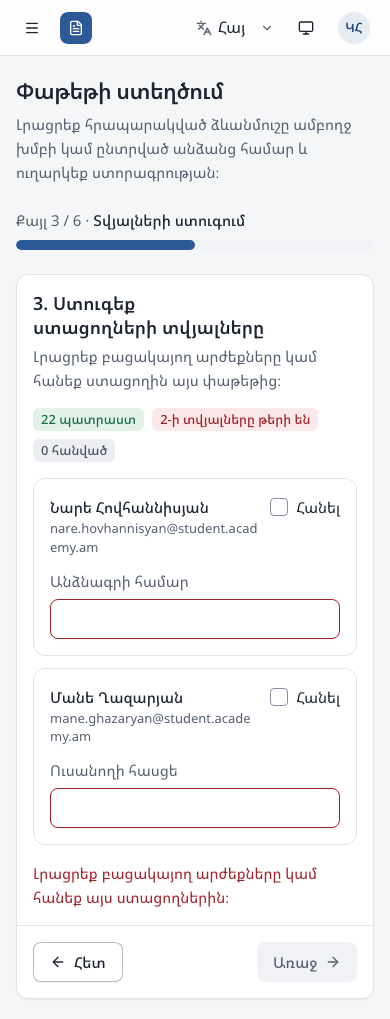 Հայ
ԿՀ
Փաթեթի ստեղծում
Լրացրեք հրապարակված ձևանմուշը ամբողջ
խմբի կամ ընտրված անձանց համար և
ուղարկեք ստորագրության։
Քայլ 3 / 6 · Տվյալների ստուգում
3. Ստուգեք
ստացողների տվյալները
Լրացրեք բացակայող արժեքները կամ
հանեք ստացողին այս փաթեթից։
22 պատրաստ
2-ի տվյալները թերի են
0 հանված
Նարե Հովհաննիսյան
Հանել
nare.hovhannisyan@student.acad
emy.am
Անձնագրի համար
Մանե Ղազարյան
Հանել
mane.ghazaryan@student.acade
my.am
Ուսանողի հասցե
Լրացրեք բացակայող արժեքները կամ
հանեք այս ստացողներին։
Հետ
Առաջ